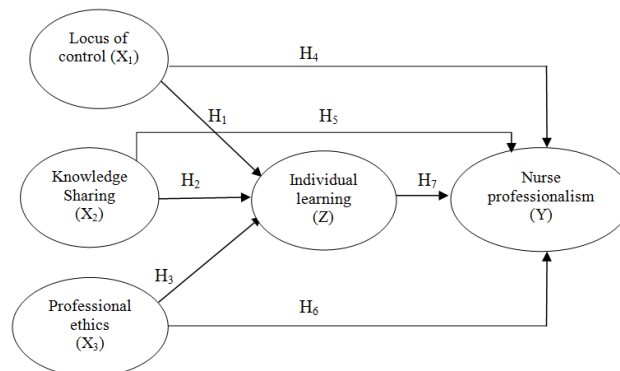 Locus of
control (X₁)
H₄
H₁
H₅
Knowledge
Sharing
(X₂)
H₂
Individual
learning
(Z)
H₇
Nurse
professionalism
(Y)
H₃
Professional
ethics
(X₃)
H₆